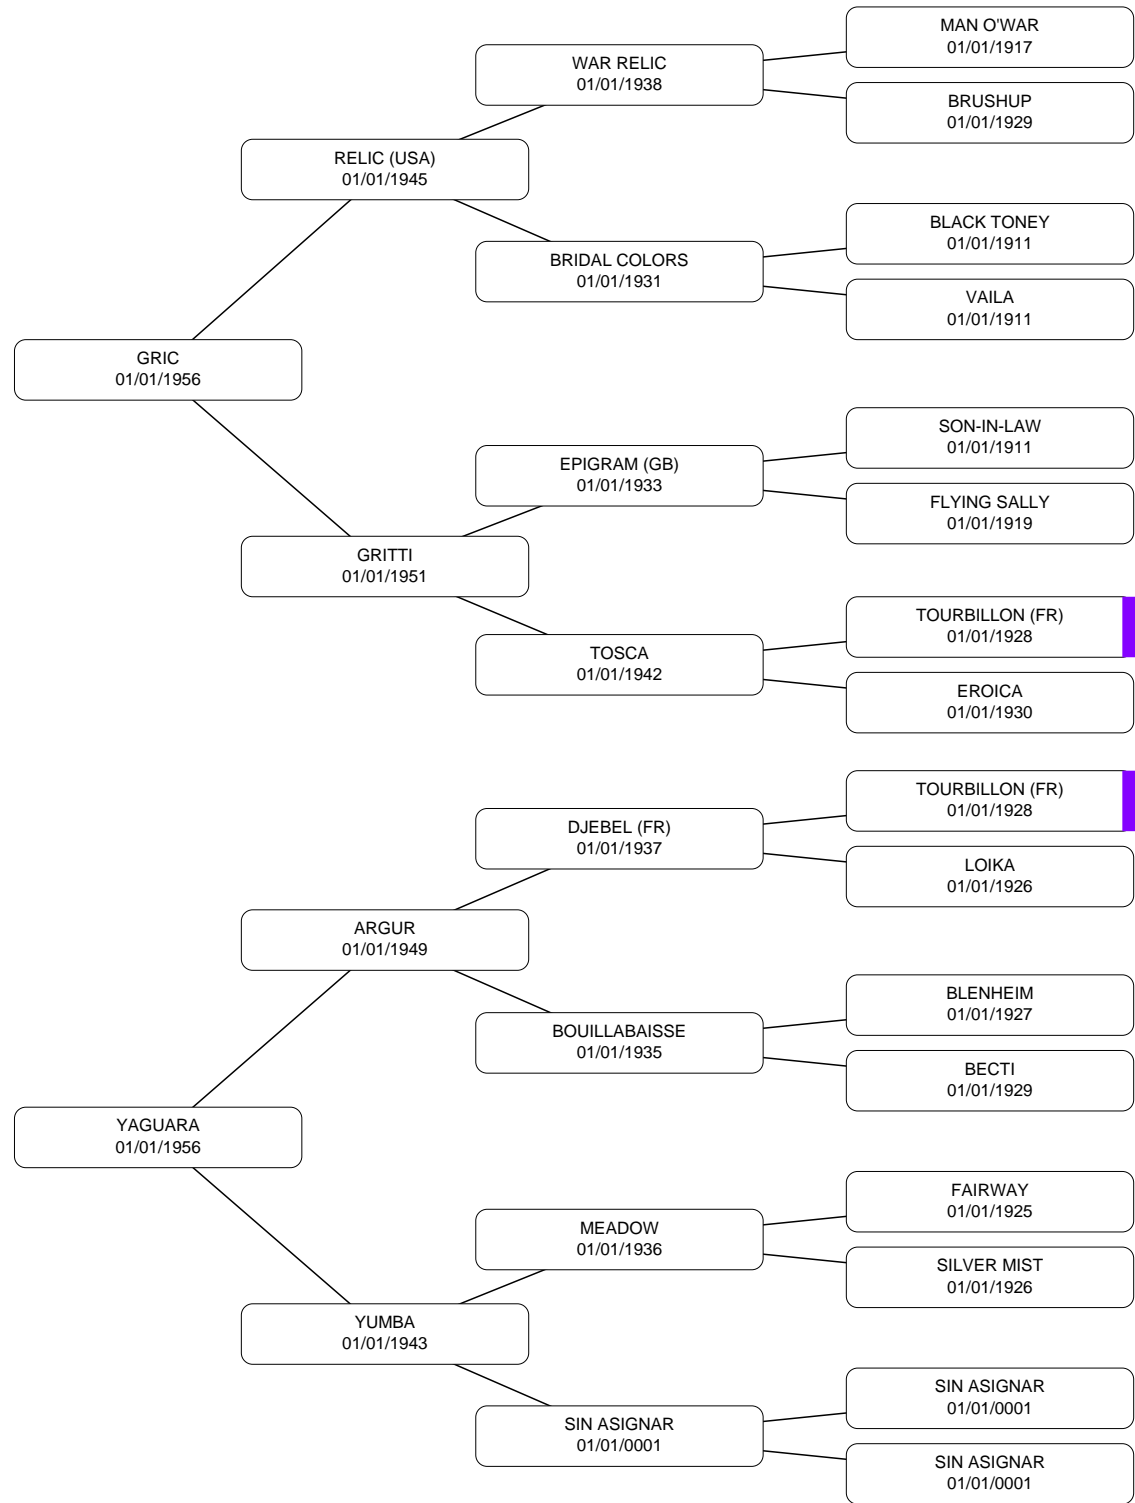 MAN O'WAR
01/01/1917
WAR RELIC
01/01/1938
BRUSHUP
01/01/1929
RELIC (USA)
01/01/1945
BLACK TONEY
01/01/1911
BRIDAL COLORS
01/01/1931
VAILA
01/01/1911
GRIC
01/01/1956
SON-IN-LAW
01/01/1911
EPIGRAM (GB)
01/01/1933
FLYING SALLY
01/01/1919
GRITTI
01/01/1951
TOURBILLON (FR)
01/01/1928
TOSCA
01/01/1942
EROICA
01/01/1930
TOURBILLON (FR)
01/01/1928
DJEBEL (FR)
01/01/1937
LOIKA
01/01/1926
ARGUR
01/01/1949
BLENHEIM
01/01/1927
BOUILLABAISSE
01/01/1935
BECTI
01/01/1929
YAGUARA
01/01/1956
FAIRWAY
01/01/1925
MEADOW
01/01/1936
SILVER MIST
01/01/1926
YUMBA
01/01/1943
SIN ASIGNAR
01/01/0001
SIN ASIGNAR
01/01/0001
SIN ASIGNAR
01/01/0001